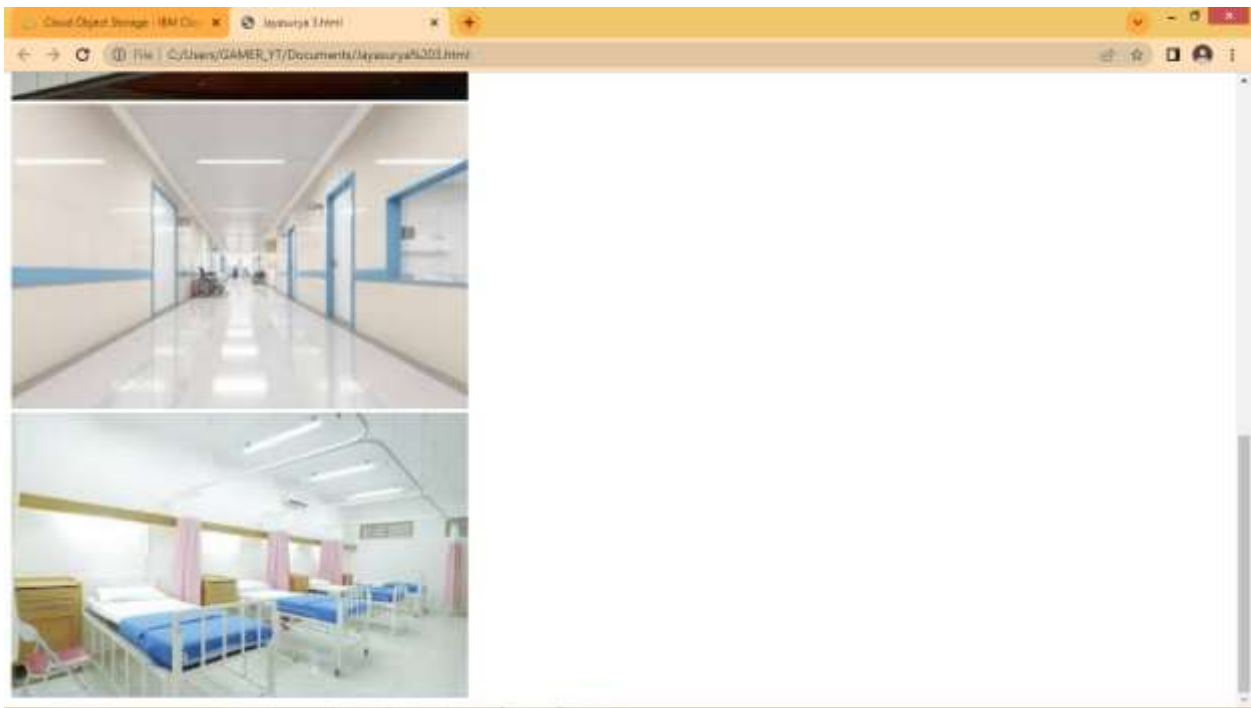 Cloud Object Storage - IBM Clo
Jayasurya 3.html
File | C:/Users/GAMER_YT/Documents/Jayasurya%203.html